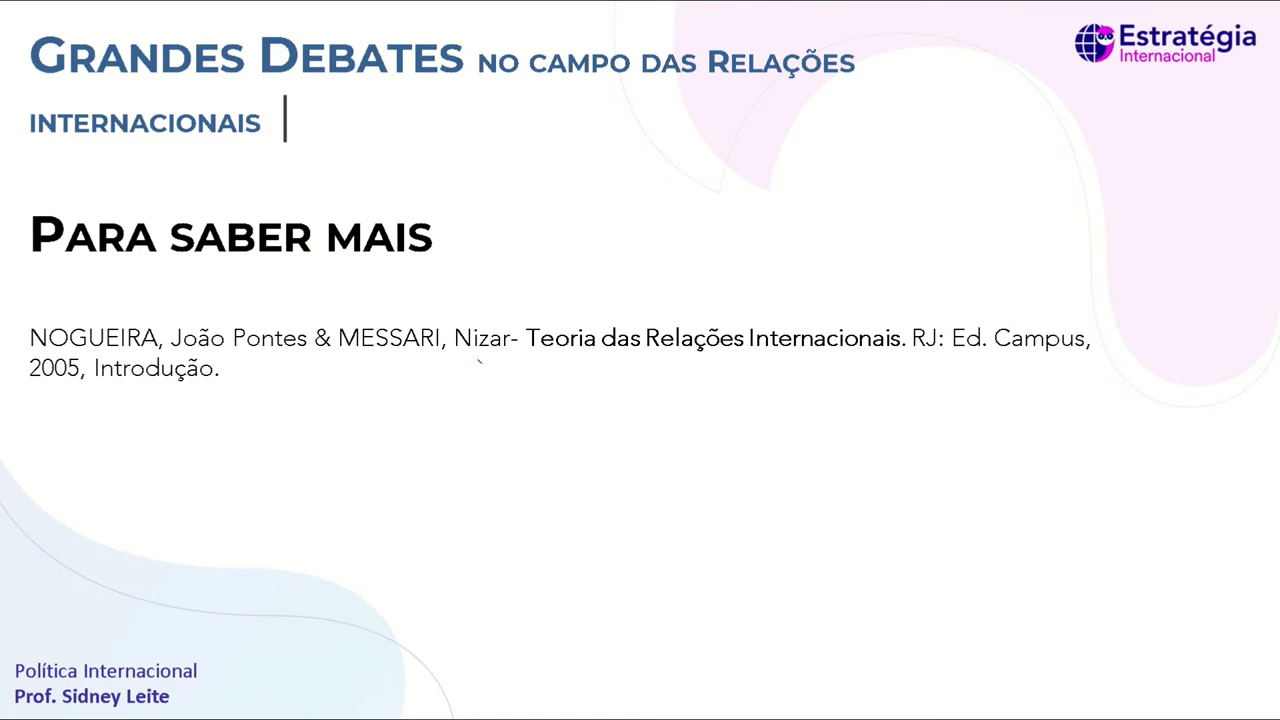 GRANDES DEBATES NO CAMPO DAS RELAÇÕES
INTERNACIONAIS |
Estratégia
Internacional
PARA SABER MAIS
NOGUEIRA, João Pontes & MESSARI, Nizar- Teoria das Relações Internacionais. RJ: Ed. Campus,
2005, Introdução.
Política Internacional
Prof. Sidney Leite